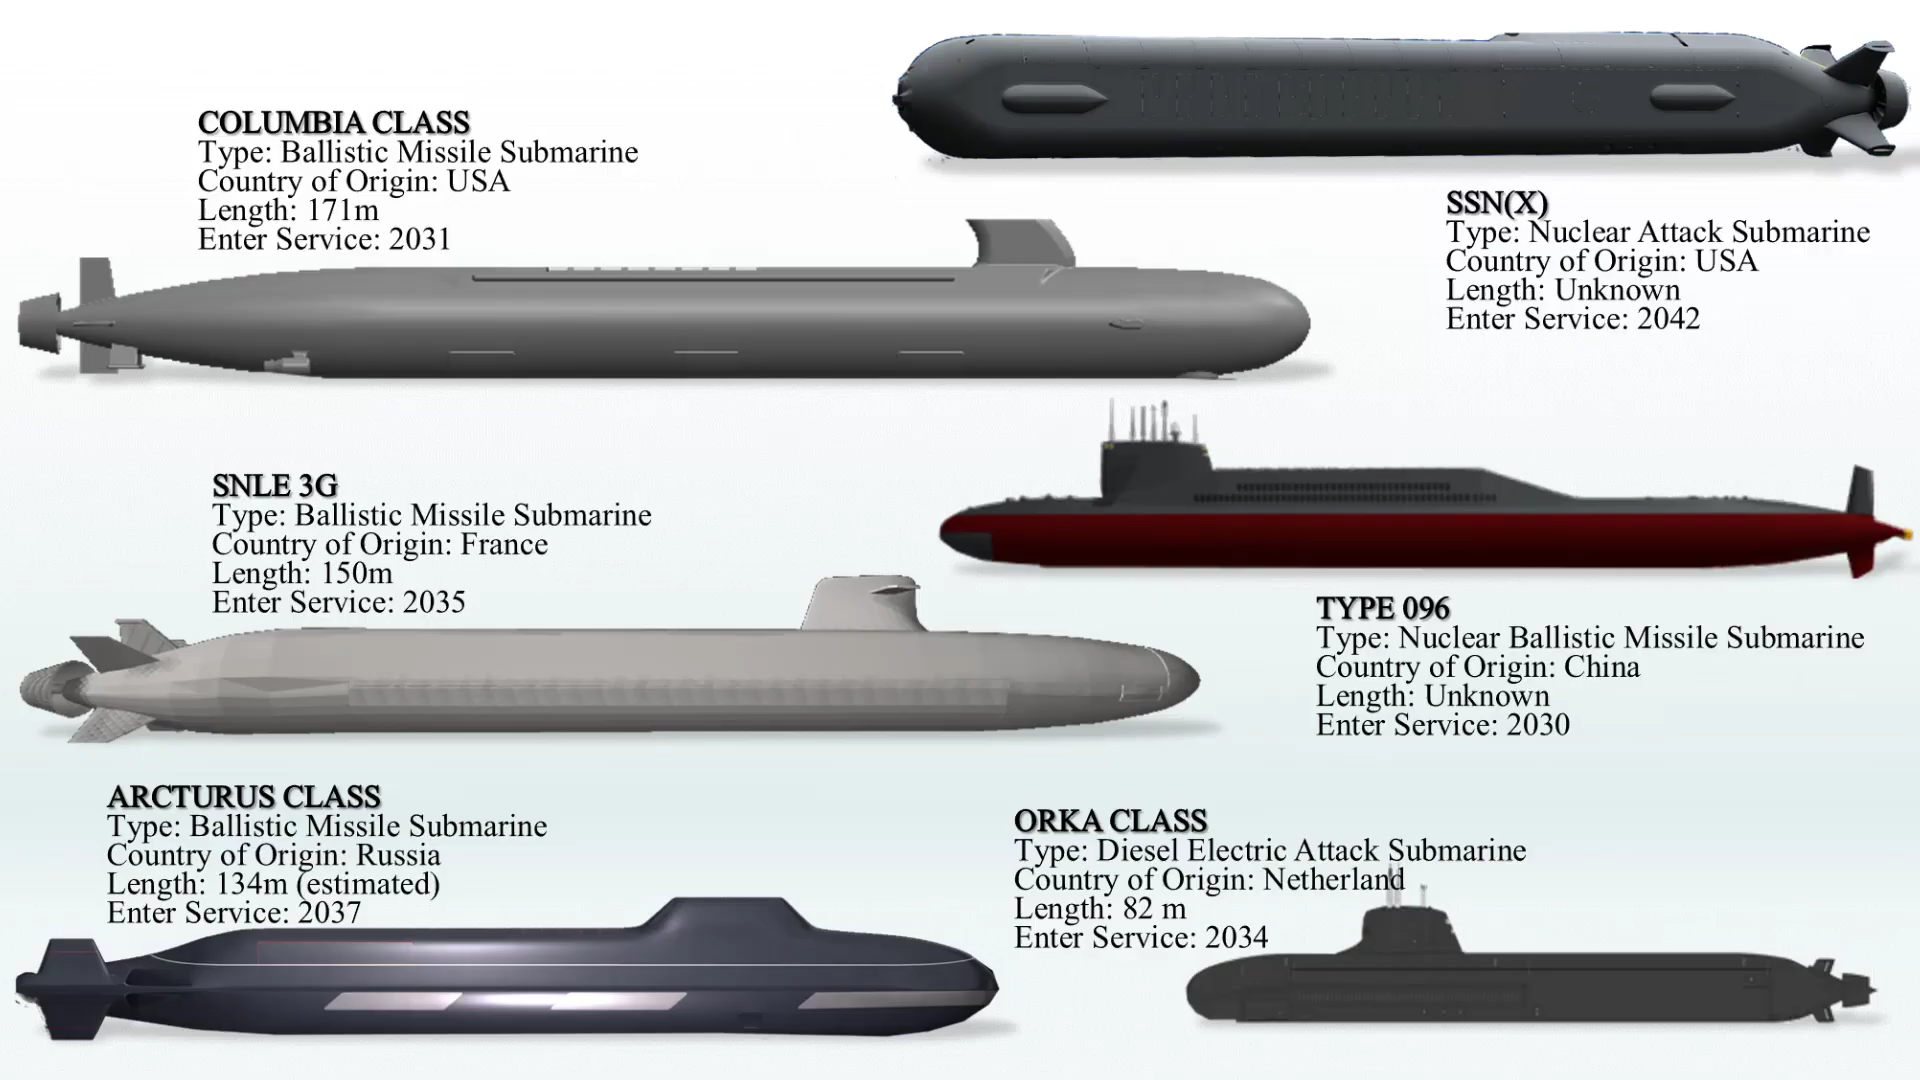 COLUMBIA CLASS
Type: Ballistic Missile Submarine
Country of Origin: USA
Length: 171m
Enter Service: 2031
SSN(X)
Type: Nuclear Attack Submarine
Country of Origin: USA
Length: Unknown
Enter Service: 2042
SNLE 3G
Type: Ballistic Missile Submarine
Country of Origin: France
Length: 150m
Enter Service: 2035
TYPE 096
Type: Nuclear Ballistic Missile Submarine
Country of Origin: China
Length: Unknown
Enter Service: 2030
ARCTURUS CLASS
Type: Ballistic Missile Submarine
Country of Origin: Russia
Length: 134m (estimated)
Enter Service: 2037
ORKA CLASS
Type: Diesel Electric Attack Submarine
Country of Origin: Netherland
Length: 82 m
Enter Service: 2034